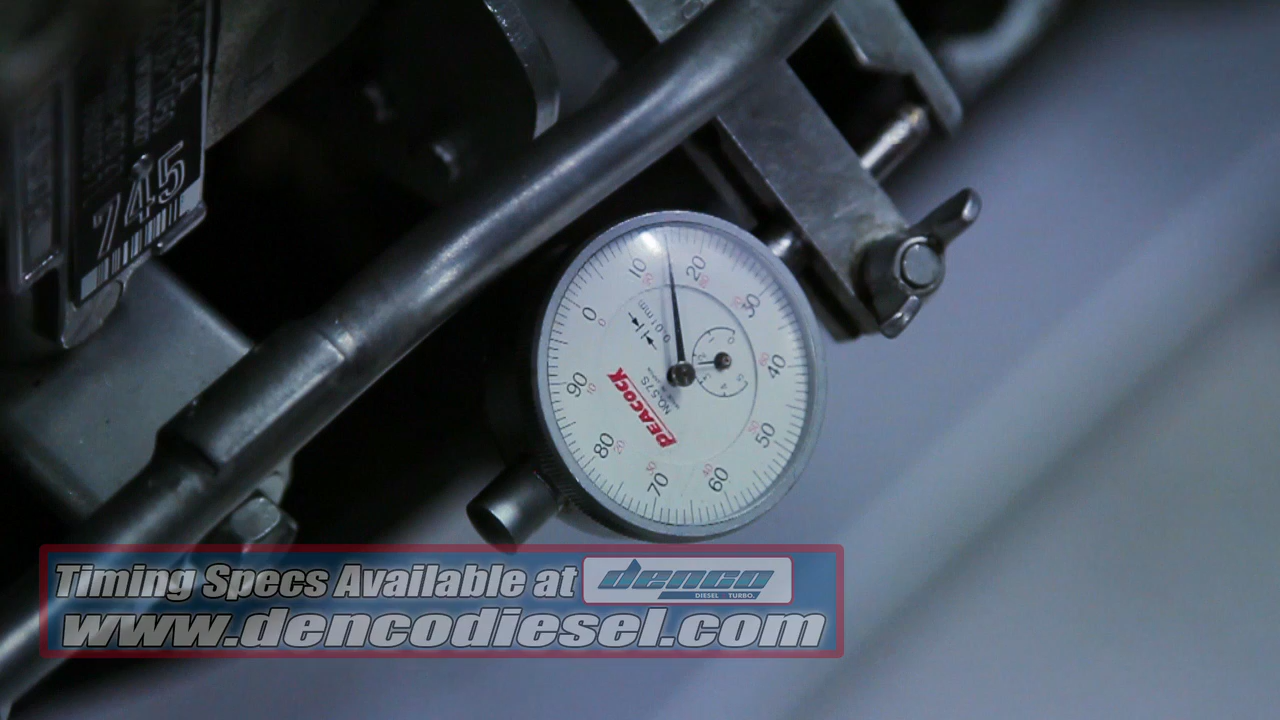 745
10
20
30
40
50
60
70
80
90
0
0.01mm
NO.57S
PEACOCK
Timing Specs Available at denco
DIESEL TURBO.
www.dencodiesel.com